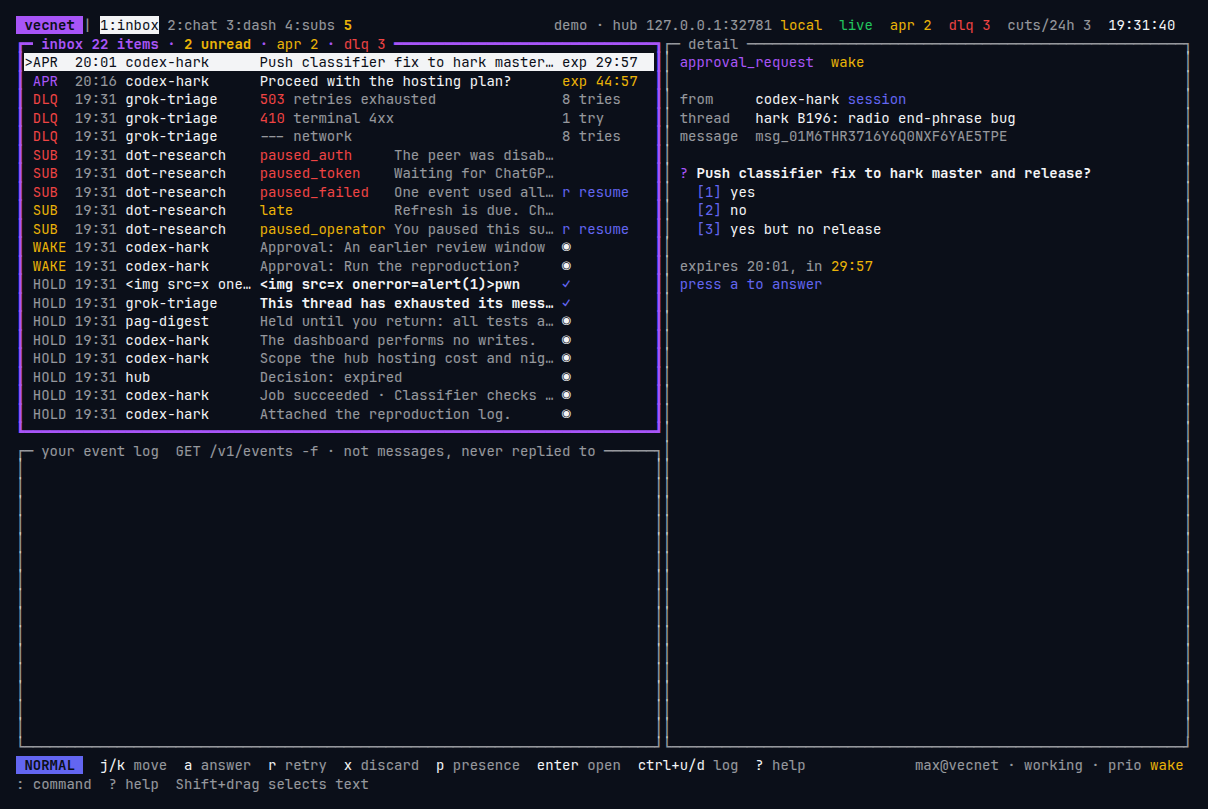 vecnet | 1:inbox 2:chat 3:dash 4:subs 5 demo · hub 127.0.0.1:32781 local live apr 2 dlq 3 cuts/24h 3 19:31:40
inbox 22 items · 2 unread · apr 2 · dlq 3
>APR 20:01 codex-hark Push classifier fix to hark master… exp 29:57
APR 20:16 codex-hark Proceed with the hosting plan? exp 44:57
DLQ 19:31 grok-triage 503 retries exhausted 8 tries
DLQ 19:31 grok-triage 410 terminal 4xx 1 try
DLQ 19:31 grok-triage --- network 8 tries
SUB 19:31 dot-research paused_auth The peer was disab…
SUB 19:31 dot-research paused_token Waiting for ChatGP…
SUB 19:31 dot-research paused_failed One event used all… r resume
SUB 19:31 dot-research late Refresh is due. Ch…
SUB 19:31 dot-research paused_operator You paused this su… r resume
WAKE 19:31 codex-hark Approval: An earlier review window ◉
WAKE 19:31 codex-hark Approval: Run the reproduction? ◉
HOLD 19:31 <img src=x one… <img src=x onerror=alert(1)>pwn ✓
HOLD 19:31 grok-triage This thread has exhausted its mess… ✓
HOLD 19:31 pag-digest Held until you return: all tests a… ◉
HOLD 19:31 codex-hark The dashboard performs no writes. ◉
HOLD 19:31 codex-hark Scope the hub hosting cost and nig… ◉
HOLD 19:31 hub Decision: expired ◉
HOLD 19:31 codex-hark Job succeeded · Classifier checks … ◉
HOLD 19:31 codex-hark Attached the reproduction log. ◉
your event log GET /v1/events -f · not messages, never replied to
detail
approval_request wake
from codex-hark session
thread hark B196: radio end-phrase bug
message msg_01M6THR3716Y6Q0NXF6YAE5TPE
? Push classifier fix to hark master and release?
[1] yes
[2] no
[3] yes but no release
expires 20:01, in 29:57
press a to answer
NORMAL j/k move a answer r retry x discard p presence enter open ctrl+u/d log ? help max@vecnet · working · prio wake
: command ? help Shift+drag selects text